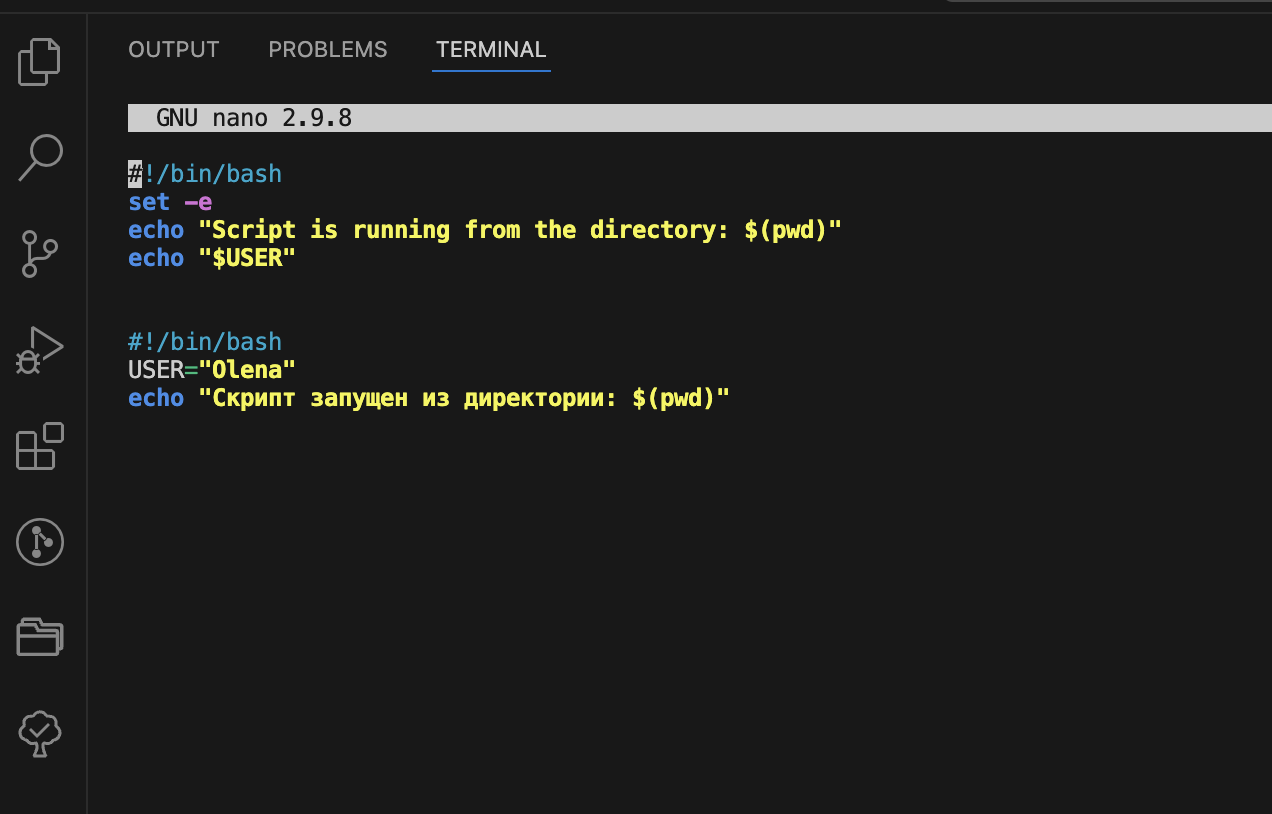 OUTPUT PROBLEMS TERMINAL
GNU nano 2.9.8
#!/bin/bash
set -e
echo "Script is running from the directory: $(pwd)"
echo "$USER"
#!/bin/bash
USER="Olena"
echo "Скрипт запущен из директории: $(pwd)"